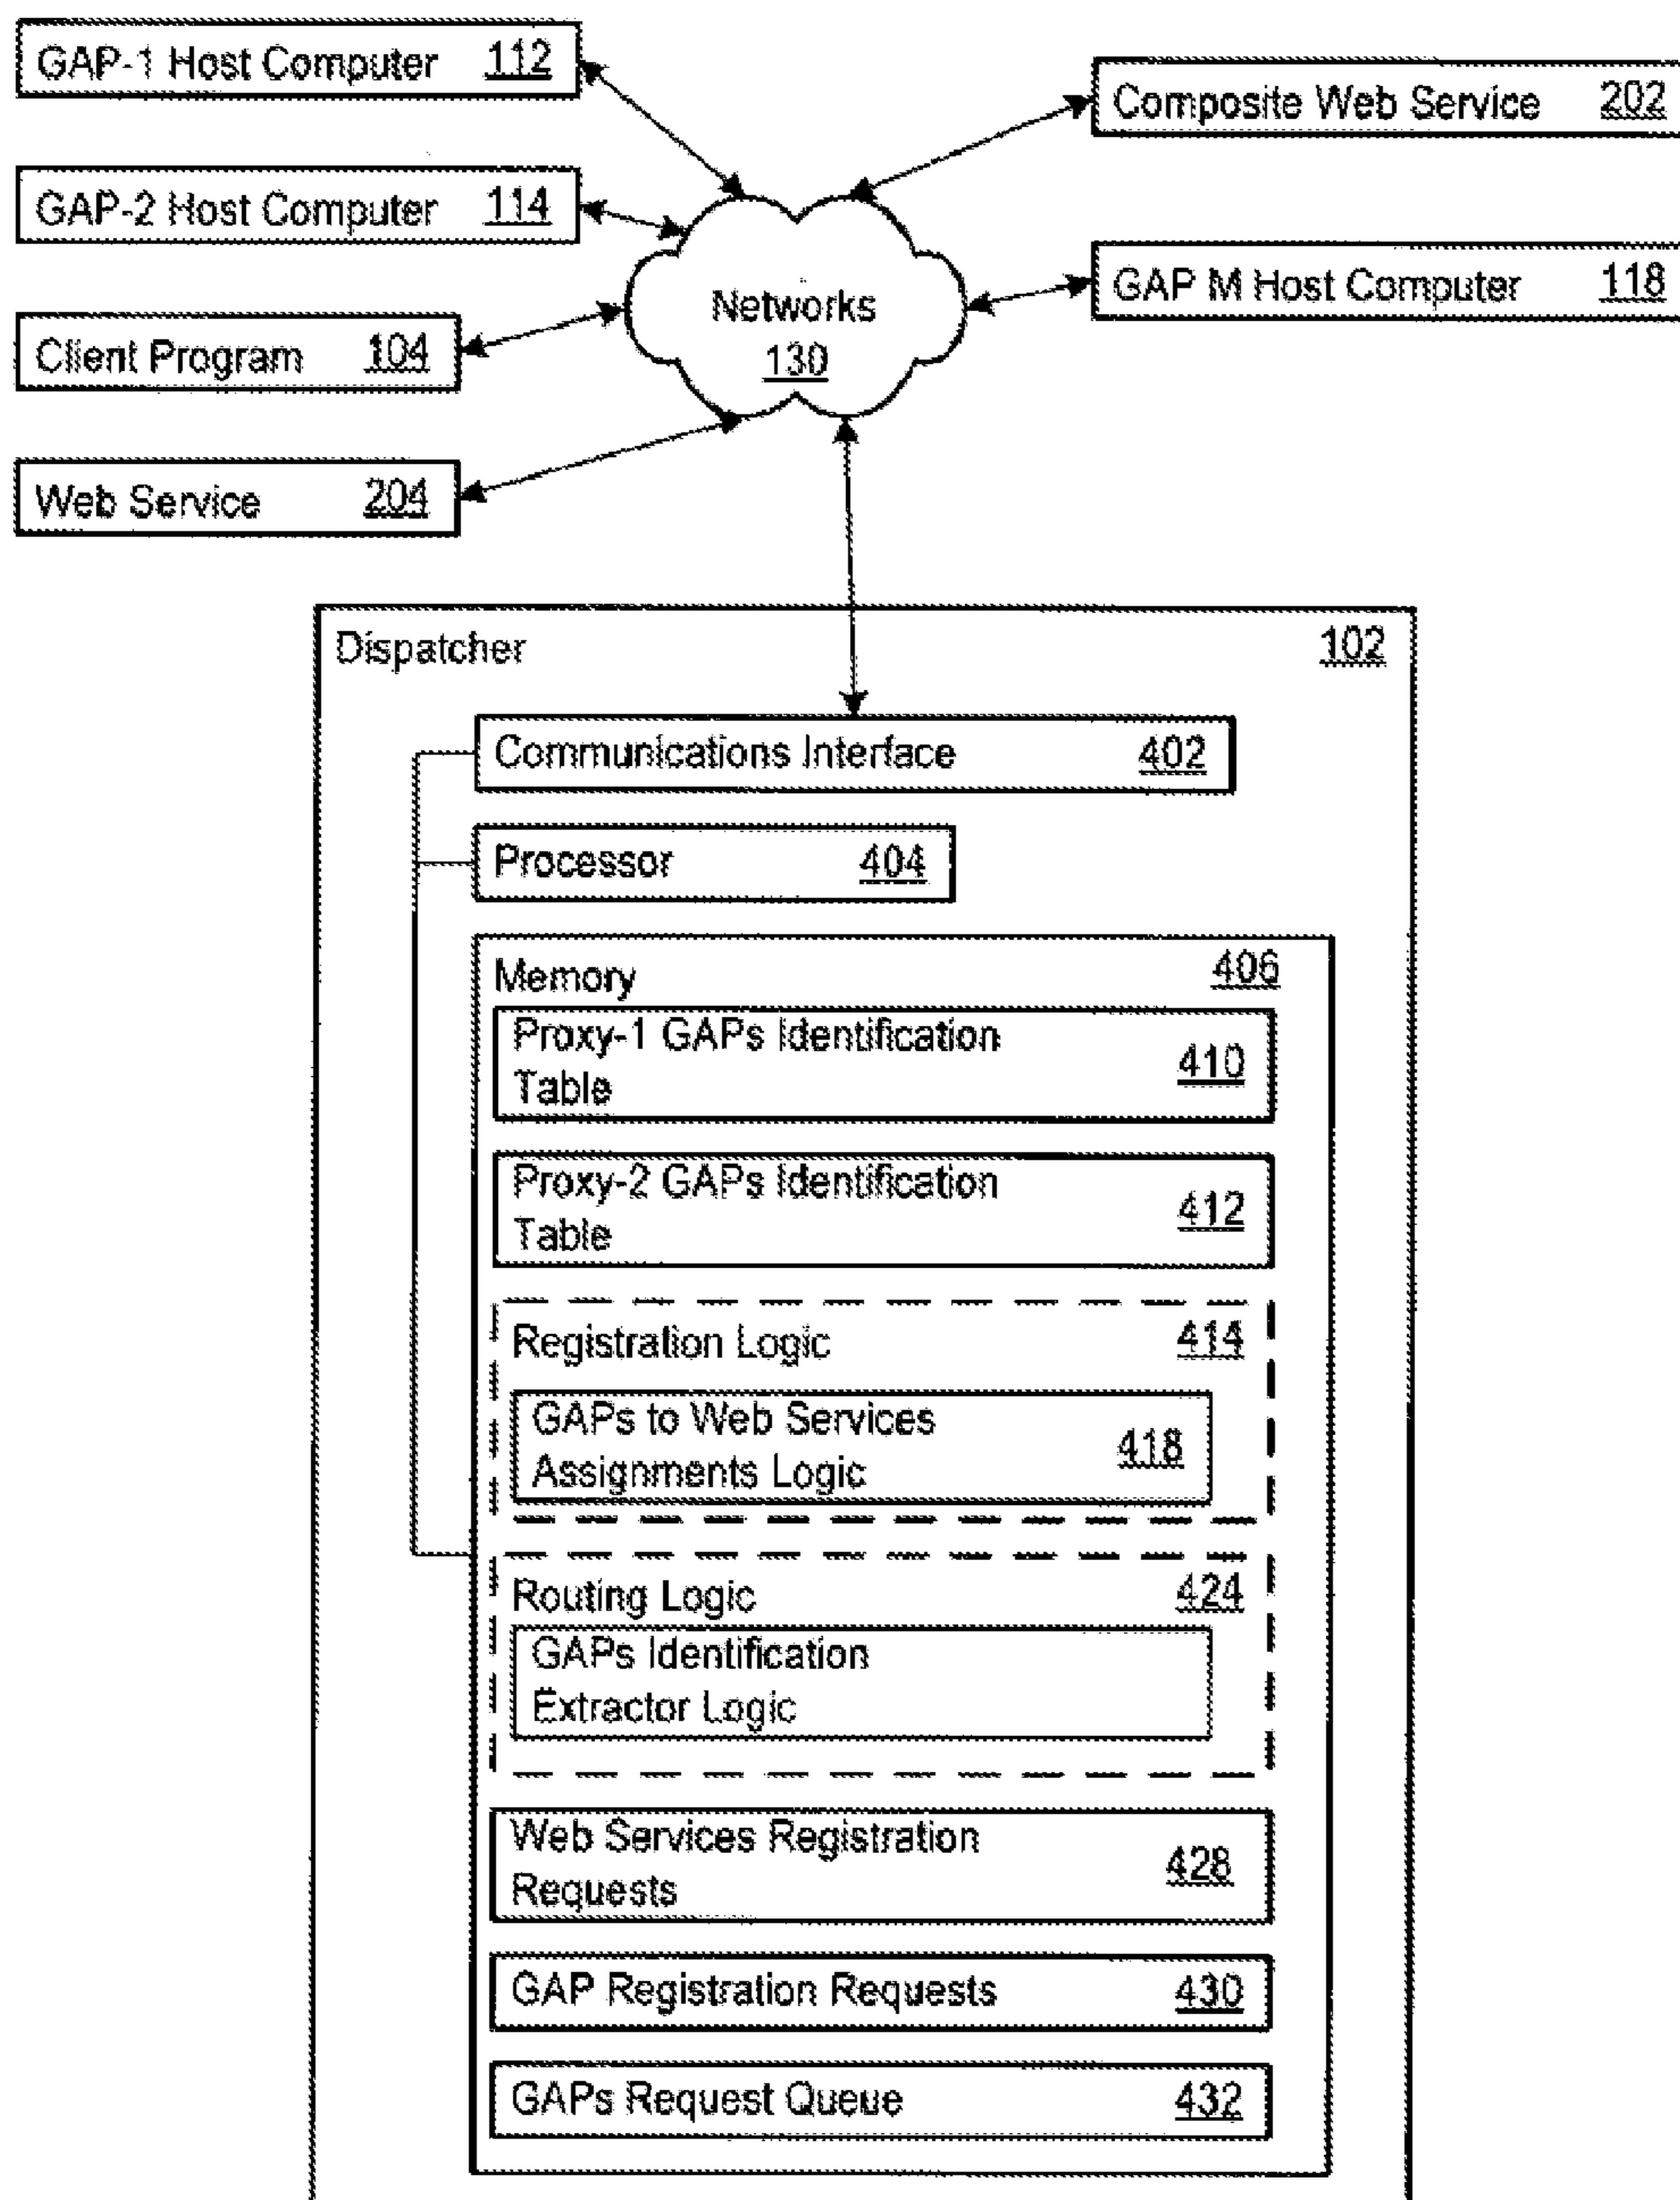 GAP-1 Host Computer 112
GAP-2 Host Computer 114
Client Program 104
Web Service 204
Composite Web Service 202
GAP M Host Computer 118
Networks
130
Dispatcher 102
Communications Interface 402
Processor 404
Memory 406
Proxy-1 GAPs Identification
Table 410
Proxy-2 GAPs Identification
Table 412
Registration Logic 414
GAPs to Web Services
Assignments Logic 418
Routing Logic 424
GAPs Identification
Extractor Logic
Web Services Registration
Requests 428
GAP Registration Requests 430
GAPs Request Queue 432